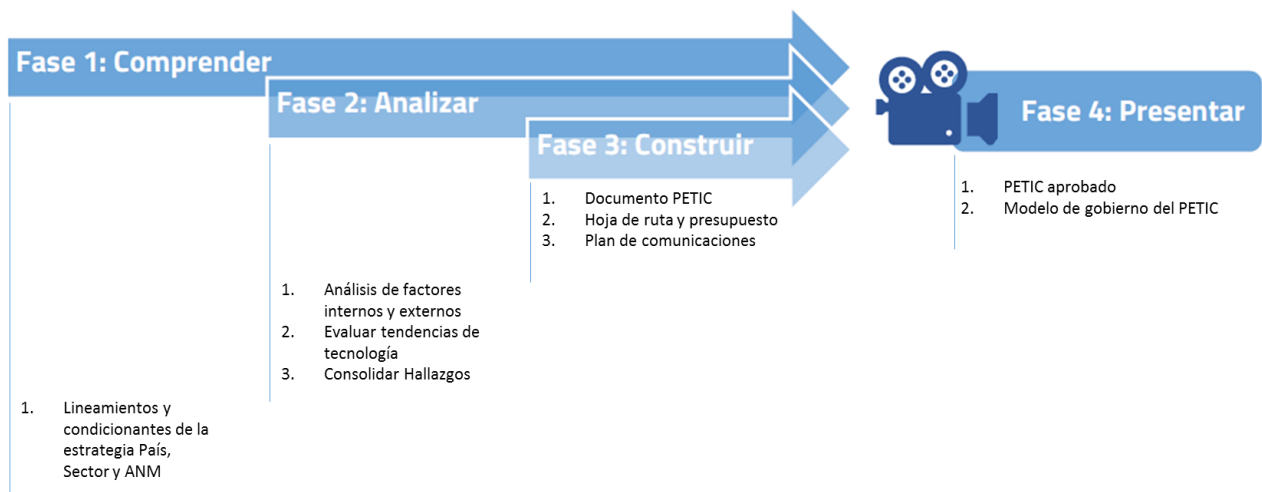 Fase 1: Comprender
Fase 2: Analizar
Fase 3: Construir
Fase 4: Presentar
1. Lineamientos y
condicionantes de la
estrategia País,
Sector y ANM
1. Análisis de factores
internos y externos
2. Evaluar tendencias de
tecnología
3. Consolidar Hallazgos
1. Documento PETIC
2. Hoja de ruta y presupuesto
3. Plan de comunicaciones
1. PETIC aprobado
2. Modelo de gobierno del PETIC